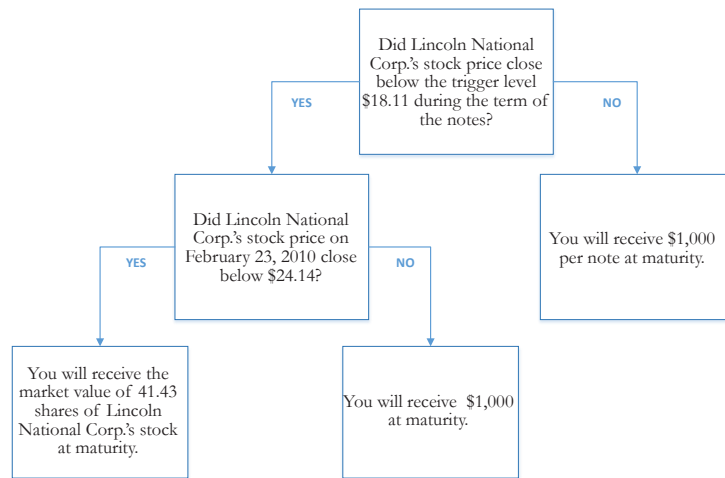 Did Lincoln National
Corp.'s stock price close
below the trigger level
$18.11 during the term of
the notes?
YES
NO
Did Lincoln National
Corp.'s stock price on
February 23, 2010 close
below $24.14?
You will receive $1,000
per note at maturity.
YES
NO
You will receive the
market value of 41.43
shares of Lincoln
National Corp.'s stock
at maturity.
You will receive $1,000
at maturity.